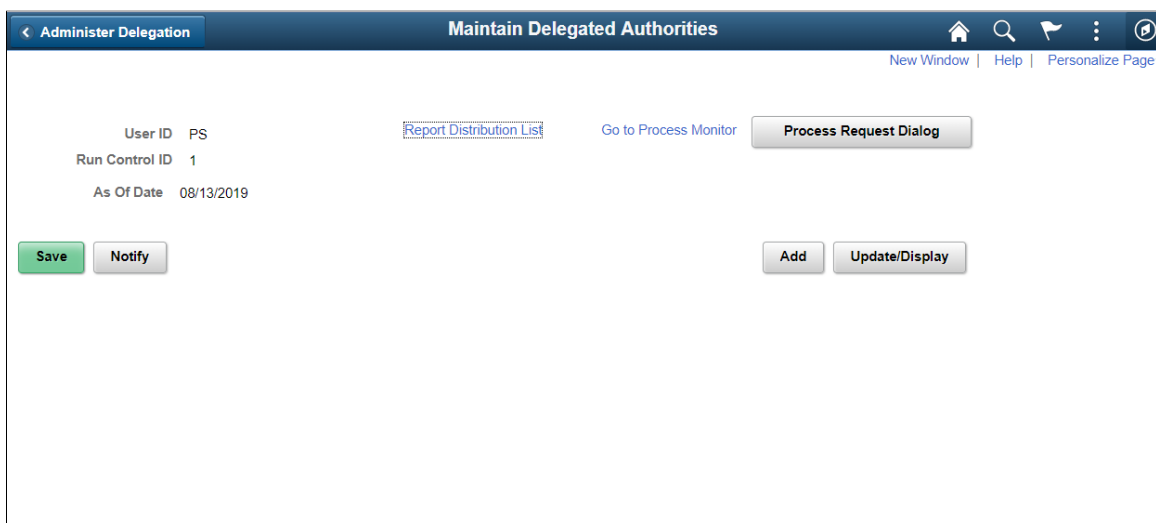 Administer Delegation Maintain Delegated Authorities
New Window | Help | Personalize Page
User ID PS Report Distribution List Go to Process Monitor Process Request Dialog
Run Control ID 1
As Of Date 08/13/2019
Save Notify Add Update/Display